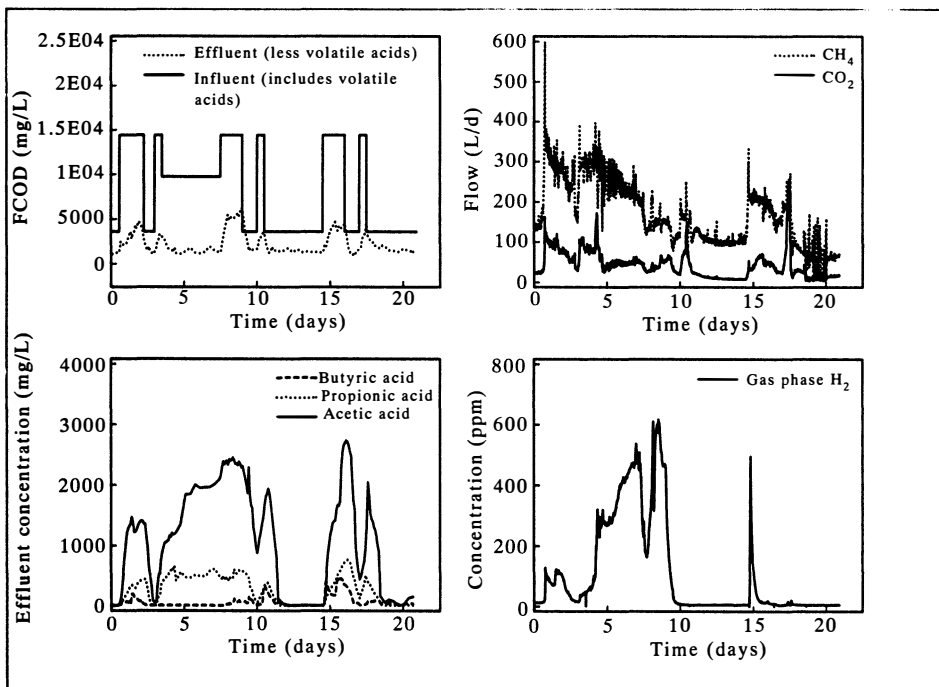 FCOD (mg/L)
2.5E04
2E04
1.5E04
1E04
5000
0
Effluent (less volatile acids)
Influent (includes volatile
acids)
0 5 10 15 20
Time (days)
Flow (L/d)
600
500
400
300
200
100
0
CH₄
CO₂
0 5 10 15 20
Time (days)
Effluent concentration (mg/L)
4000
3000
2000
1000
0
Butyric acid
Propionic acid
Acetic acid
0 5 10 15 20
Time (days)
Concentration (ppm)
800
600
400
200
0
Gas phase H₂
0 5 10 15 20
Time (days)